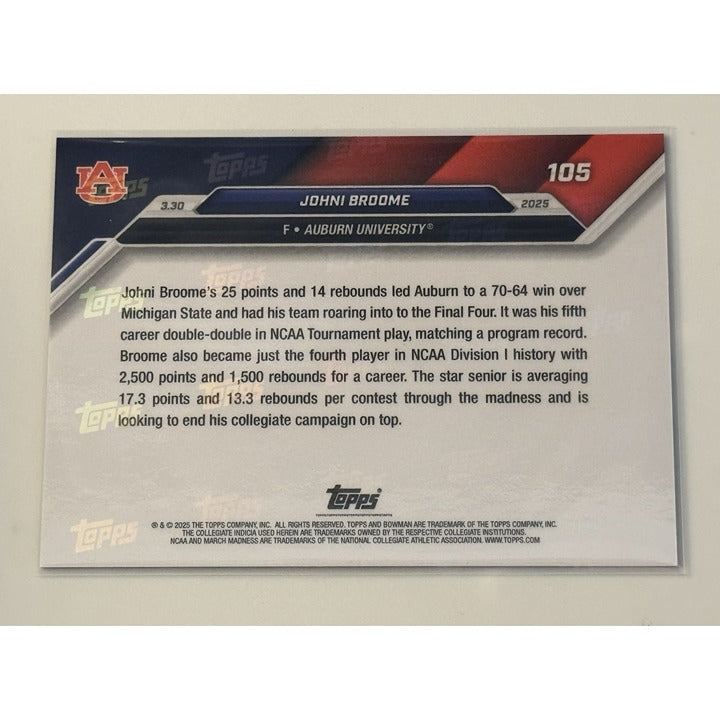 Topps
105
3.30
JOHNI BROOME
2025
F • AUBURN UNIVERSITY®
Johni Broome's 25 points and 14 rebounds led Auburn to a 70-64 win over
Michigan State and had his team roaring into the Final Four. It was his fifth
career double-double in NCAA Tournament play, matching a program record.
Broome also became just the fourth player in NCAA Division I history with
2,500 points and 1,500 rebounds for a career. The star senior is averaging
17.3 points and 13.3 rebounds per contest through the madness and is
looking to end his collegiate campaign on top.
Topps
Topps
Topps®
Topps
® & © 2025 THE TOPPS COMPANY, INC. ALL RIGHTS RESERVED. TOPPS AND BOWMAN ARE TRADEMARK OF THE TOPPS COMPANY, INC.
THE COLLEGIATE INDICIA USED HEREIN ARE TRADEMARKS OWNED BY THE RESPECTIVE COLLEGIATE INSTITUTIONS.
NCAA AND MARCH MADNESS ARE TRADEMARKS OF THE NATIONAL COLLEGIATE ATHLETIC ASSOCIATION. WWW.TOPPS.COM